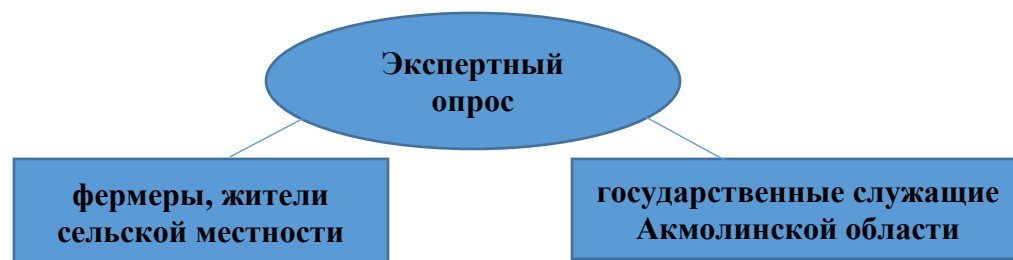 Экспертный
опрос
фермеры, жители
сельской местности
государственные служащие
Акмолинской области